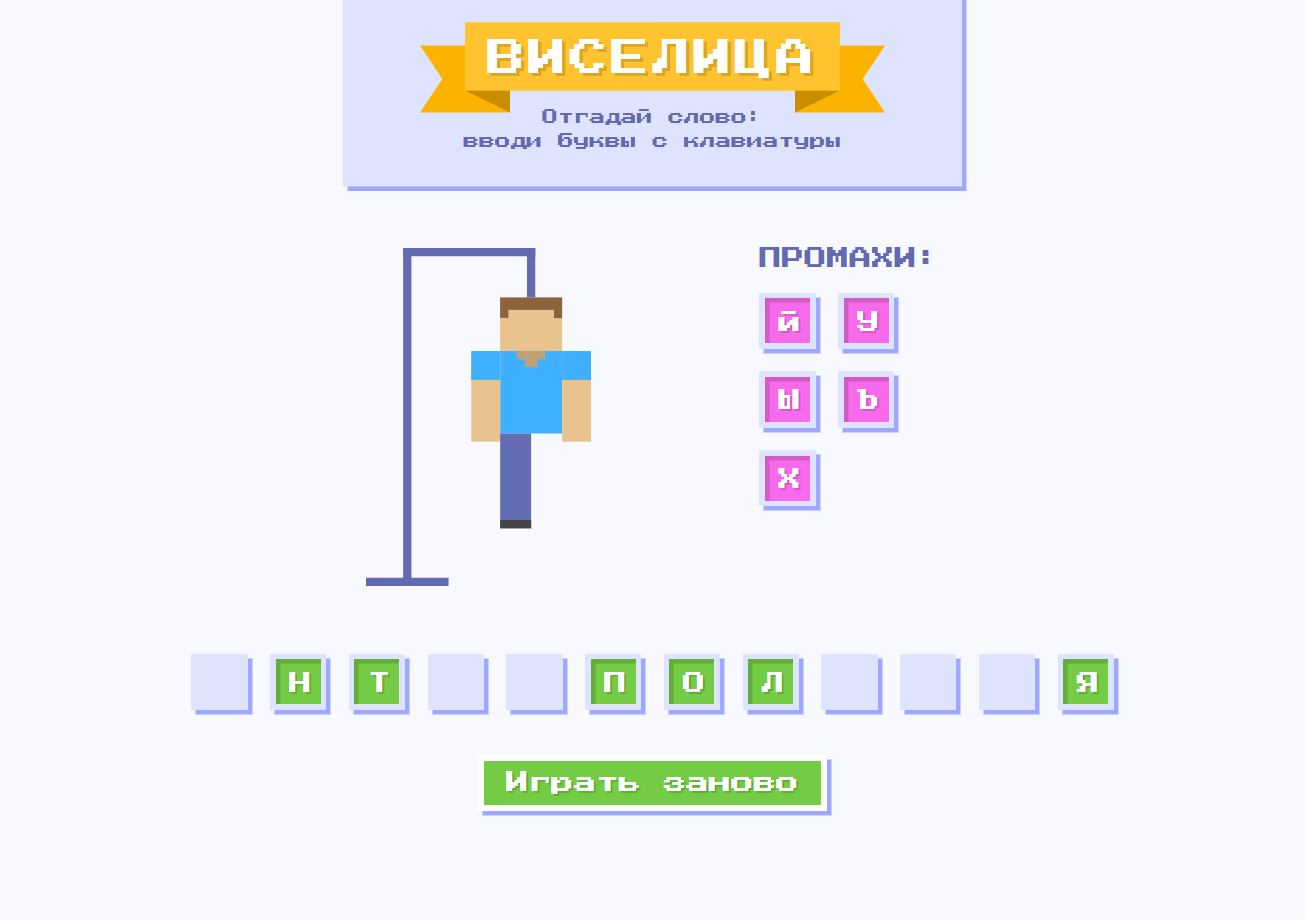 ВИСЕЛИЦА
Отгадай слово:
вводи буквы с клавиатуры
ПРОМАХИ:
Й У
Ы Ъ
Х
Н Т П О Л Я
Играть заново